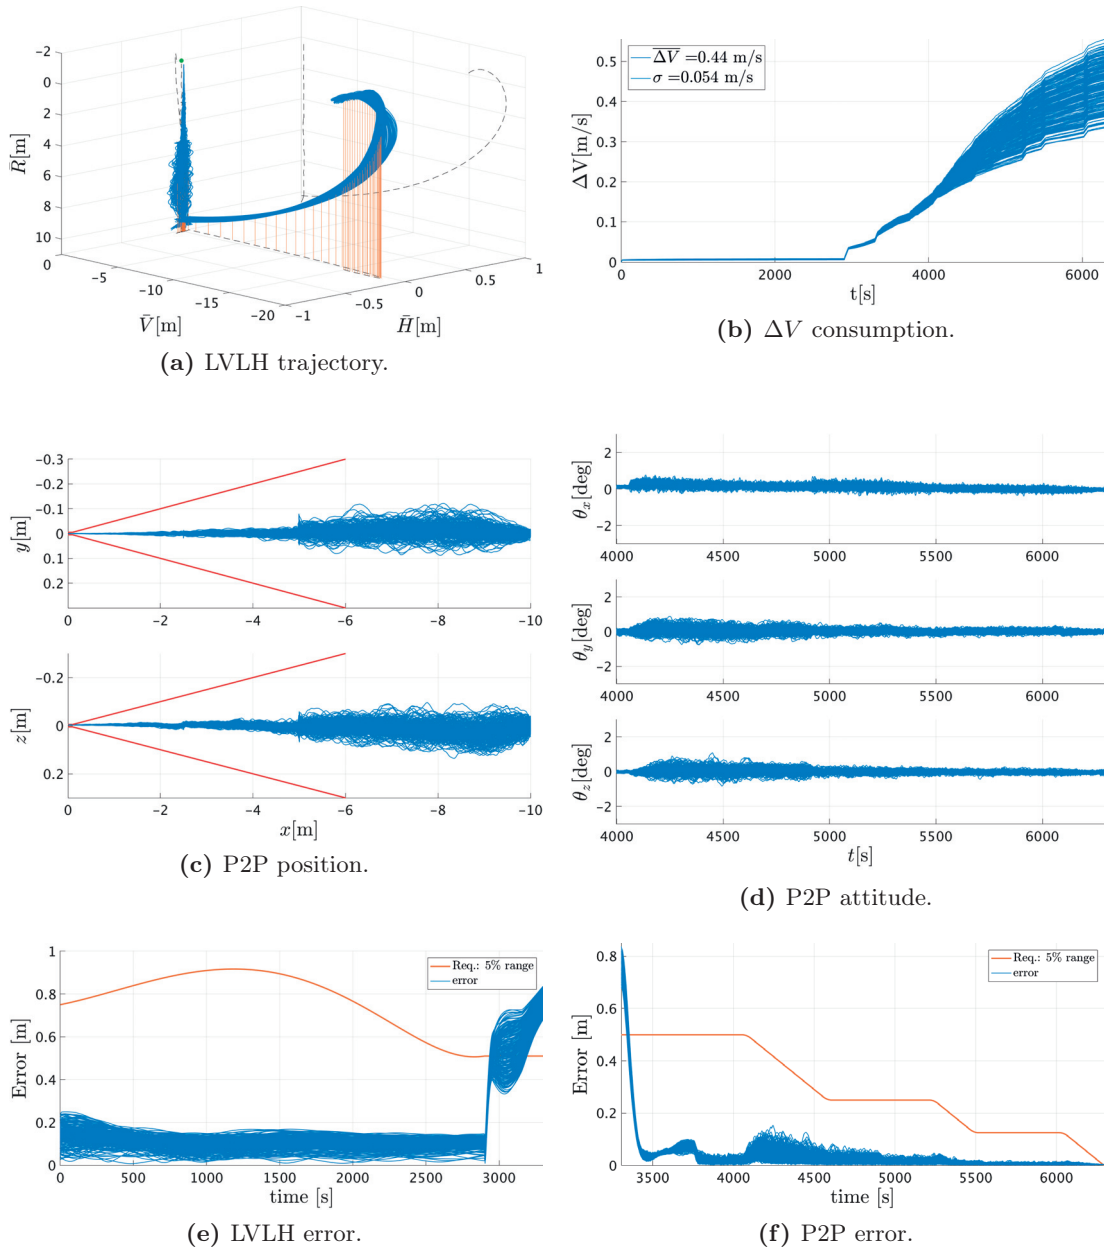 -2
0
2
4
6
8
10
R̄[m]
0
-5
-10
-15
-20
V̄[m]
-1
-0.5
0
0.5
1
H̄[m]
(a) LVLH trajectory.
ΔV̄ =0.44 m/s
σ =0.054 m/s
0.5
0.4
0.3
0.2
0.1
0
ΔV[m/s]
0 2000 4000 6000
t[s]
(b) ΔV consumption.
-0.3
-0.2
-0.1
0
0.1
0.2
y[m]
0 -2 -4 -6 -8 -10
-0.2
0
0.2
z[m]
0 -2 -4 -6 -8 -10
x[m]
(c) P2P position.
2
0
-2
θx[deg]
4000 4500 5000 5500 6000
2
0
-2
θy[deg]
4000 4500 5000 5500 6000
2
0
-2
θz[deg]
4000 4500 5000 5500 6000
t[s]
(d) P2P attitude.
1
0.8
0.6
0.4
0.2
0
Error [m]
Req.: 5% range
error
0 500 1000 1500 2000 2500 3000
time [s]
(e) LVLH error.
0.8
0.6
0.4
0.2
0
Error [m]
Req.: 5% range
error
3500 4000 4500 5000 5500 6000
time [s]
(f) P2P error.